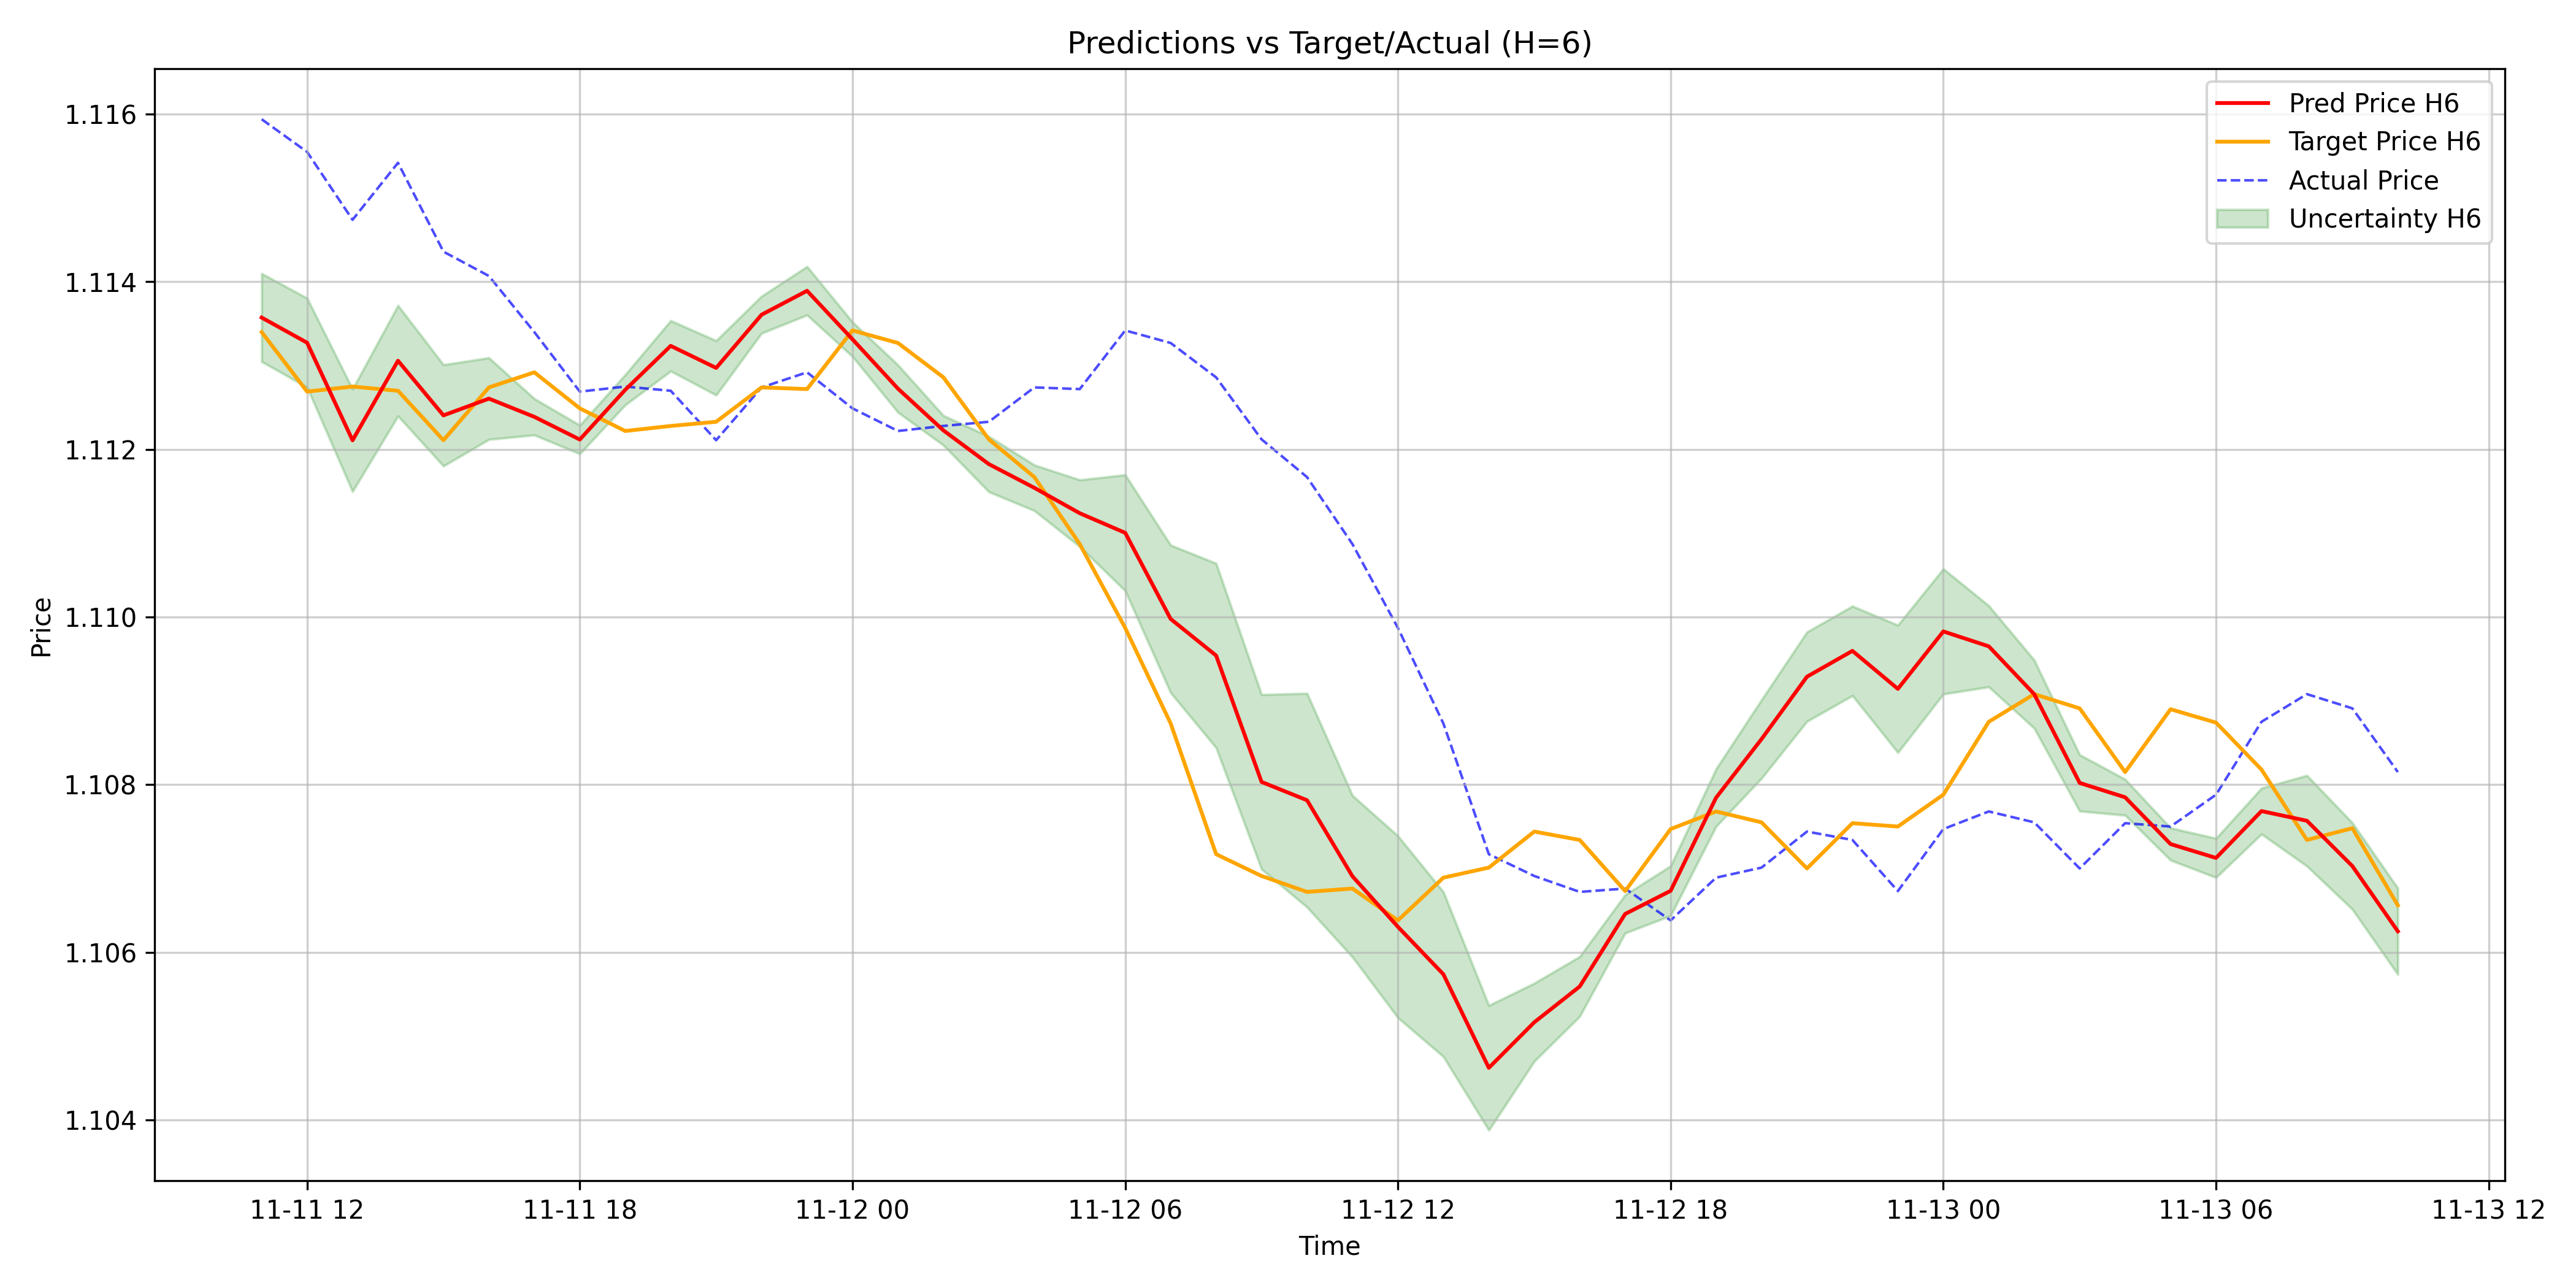 Predictions vs Target/Actual (H=6)
Pred Price H6
Target Price H6
Actual Price
Uncertainty H6
Price
1.116
1.114
1.112
1.110
1.108
1.106
1.104
11-11 12
11-11 18
11-12 00
11-12 06
11-12 12
11-12 18
11-13 00
11-13 06
11-13 12
Time